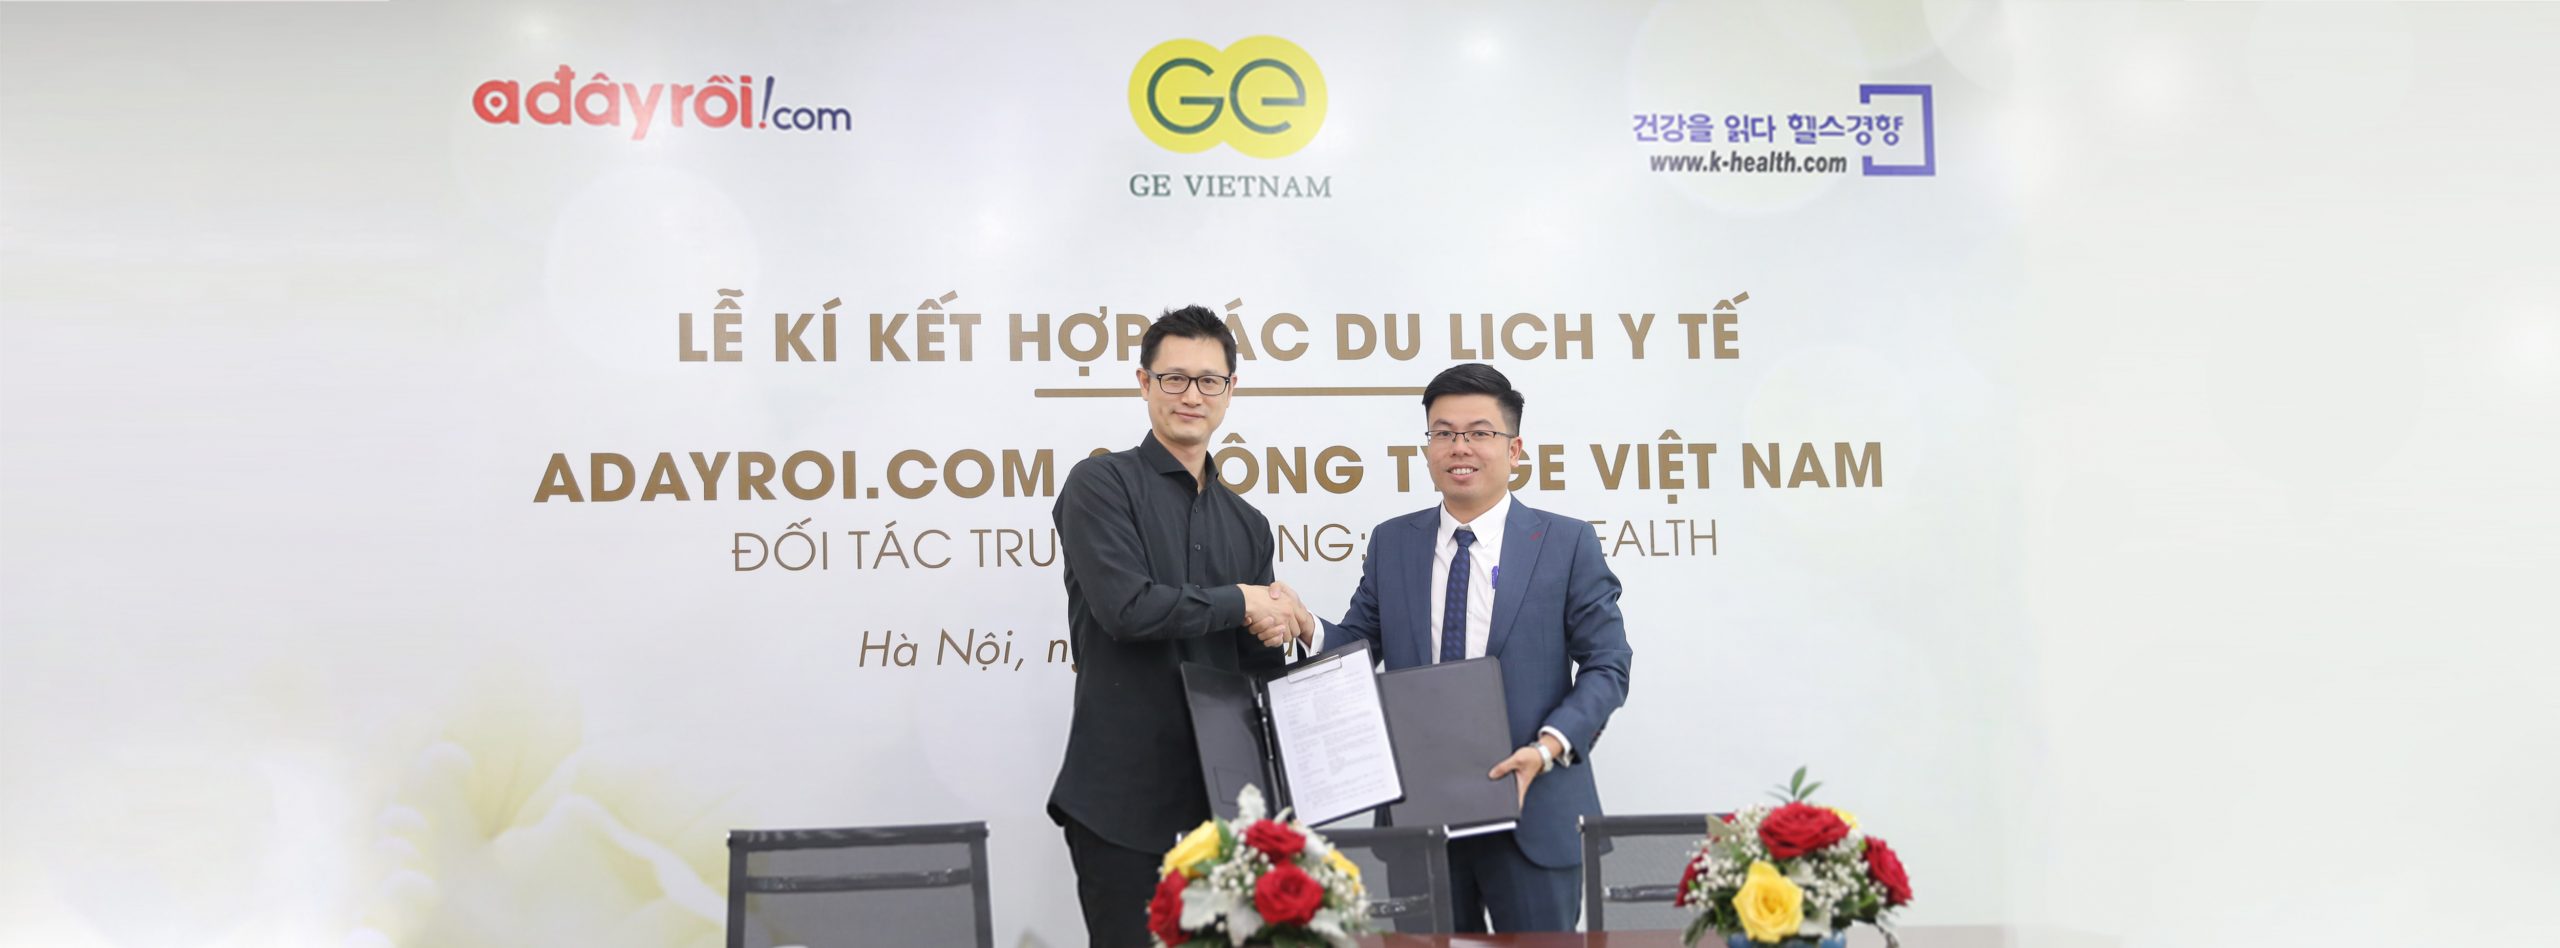 ađâyrồi!com
GE
GE VIETNAM
건강을 읽다 헬스경향
www.k-health.com
LỄ KÍ KẾT HỢP ÁC DU LICH Y TẾ
ADAYROI.COM ÔNG TY GE VIỆT NAM
ĐỐI TÁC TRU NG: EALTH
Hà Nội,